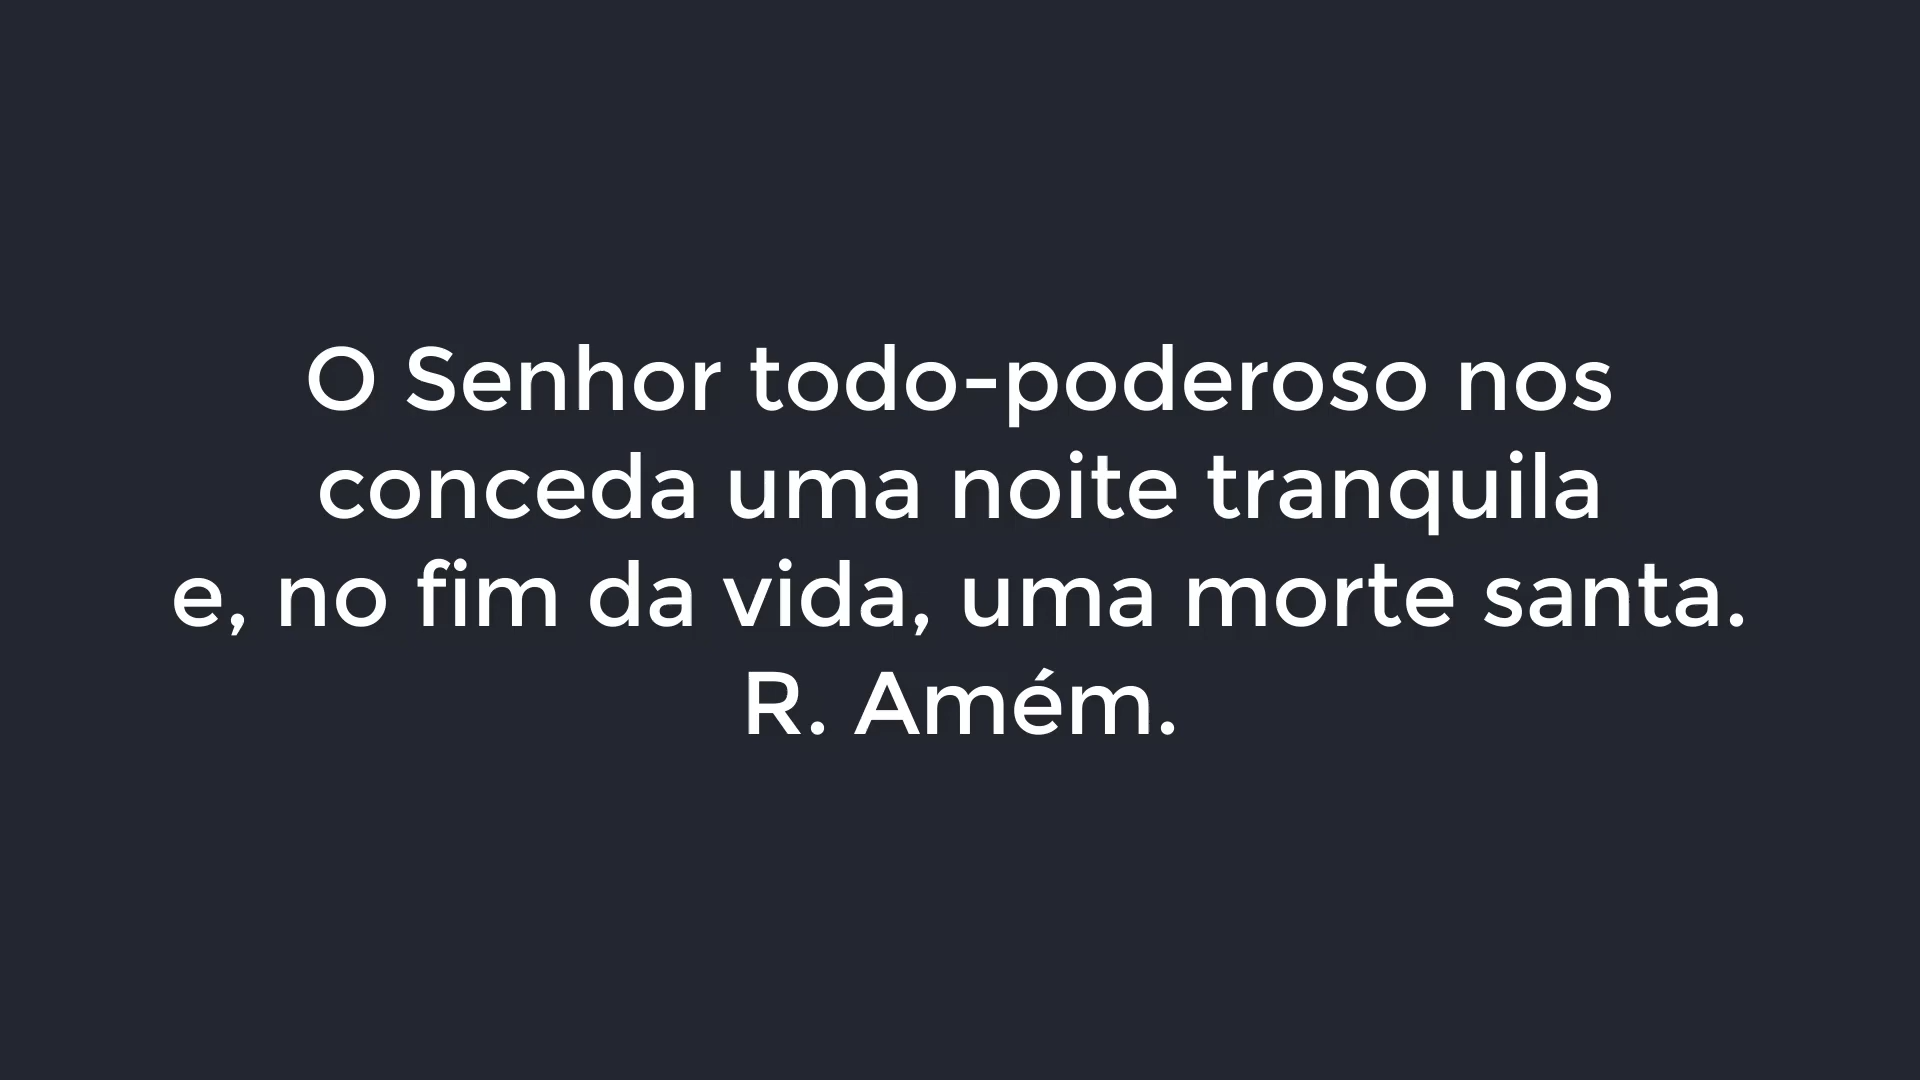 O Senhor todo-poderoso nos
conceda uma noite tranquila
e, no fim da vida, uma morte santa.
R. Amém.